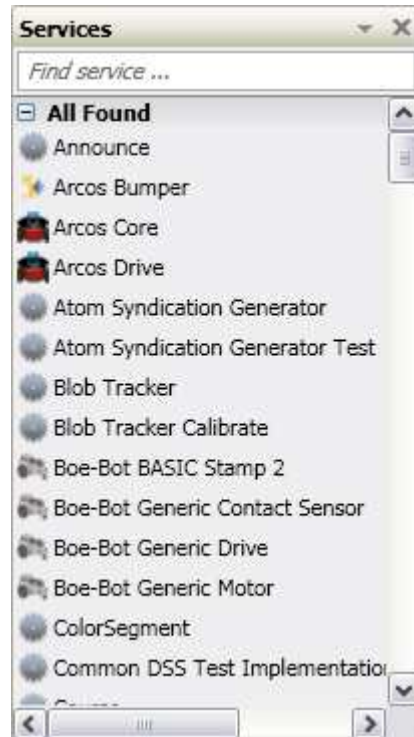 Services
Find service ...
All Found
Announce
Arcos Bumper
Arcos Core
Arcos Drive
Atom Syndication Generator
Atom Syndication Generator Test
Blob Tracker
Blob Tracker Calibrate
Boe-Bot BASIC Stamp 2
Boe-Bot Generic Contact Sensor
Boe-Bot Generic Drive
Boe-Bot Generic Motor
ColorSegment
Common DSS Test Implementatio